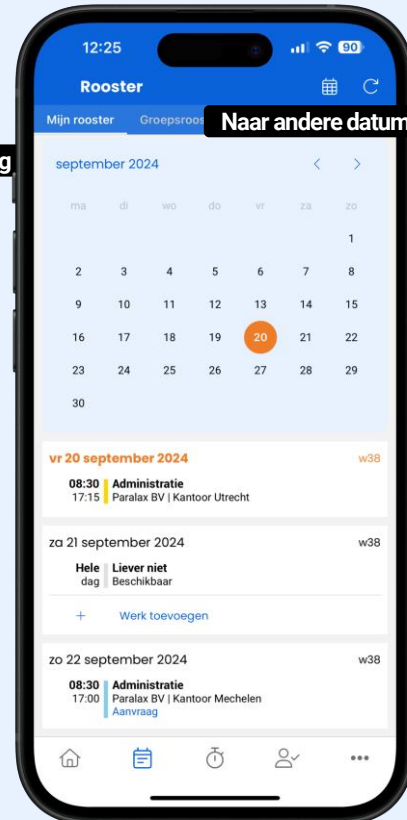 12:25
90
Rooster
Mijn rooster
Naar andere datum
g
september 2024
ma di wo do vr za zo
1
2 3 4 5 6 7 8
9 10 11 12 13 14 15
16 17 18 19 20 21 22
23 24 25 26 27 28 29
30
vr 20 september 2024 w38
08:30 Administratie
17:15 Paralax BV | Kantoor Utrecht
za 21 september 2024 w38
Hele Liever niet
dag Beschikbaar
+ Werk toevoegen
zo 22 september 2024 w38
08:30 Administratie
17:00 Paralax BV | Kantoor Mechelen
Aanvraag